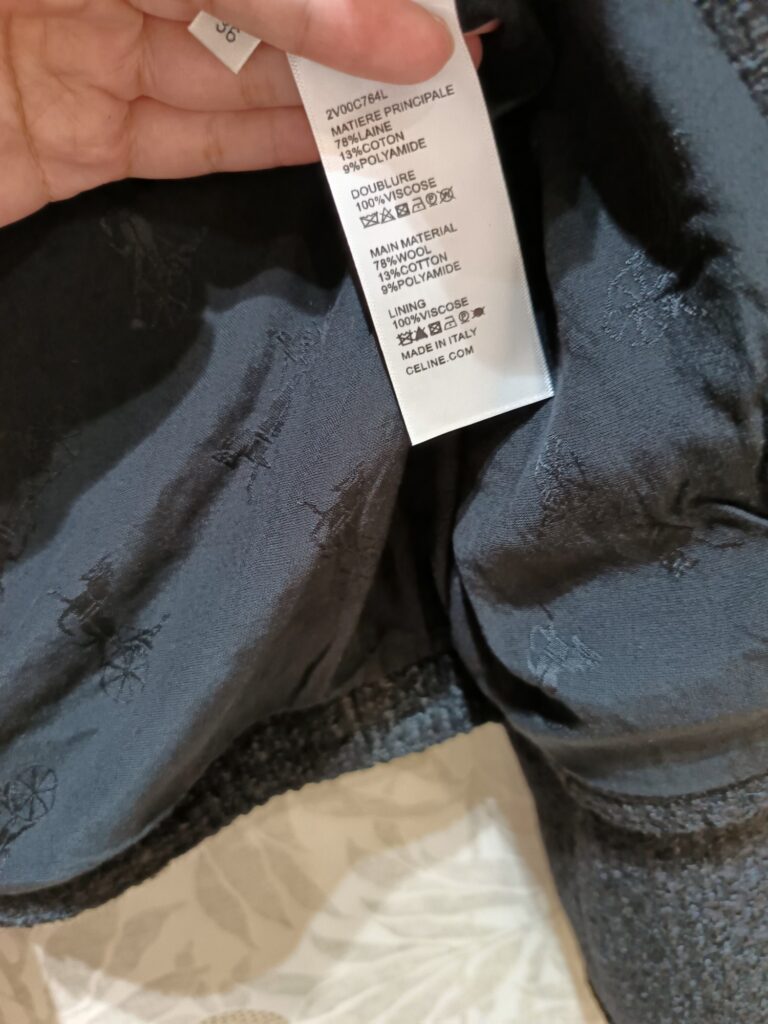 36
2V00C764L
MATIERE PRINCIPALE
78%LAINE
13%COTON
9%POLYAMIDE
DOUBLURE
100%VISCOSE
MAIN MATERIAL
78%WOOL
13%COTTON
9%POLYAMIDE
LINING
100%VISCOSE
MADE IN ITALY
CELINE.COM